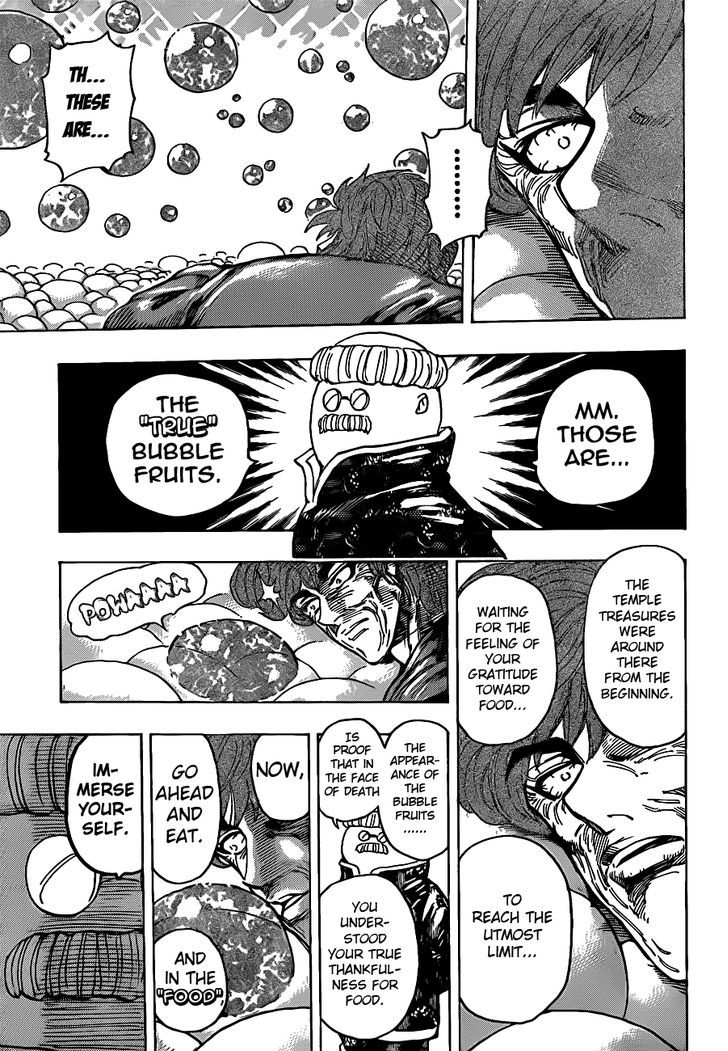 ..........
TH...
THESE
ARE...
MM.
THOSE
ARE...
THE
"TRUE"
BUBBLE
FRUITS.
THE
TEMPLE
TREASURES
WERE
AROUND
THERE
FROM THE
BEGINNING.
WAITING
FOR THE
FEELING OF
YOUR
GRATITUDE
TOWARD
FOOD...
TO
REACH THE
UTMOST
LIMIT...
POWAAAA
THE
APPEAR-
ANCE OF
THE
BUBBLE
FRUITS
......
IS
PROOF
THAT IN
THE FACE
OF DEATH
YOU
UNDER-
STOOD
YOUR TRUE
THANKFUL-
NESS FOR
FOOD.
NOW,
GO
AHEAD
AND
EAT.
AND
IN THE
"FOOD"
IM-
MERSE
YOUR-
SELF.